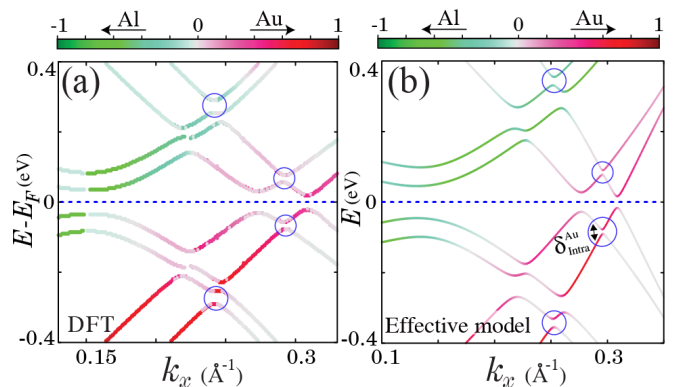 -1 Al 0 Au 1
-1 Al 0 Au 1
0.4
(a)
E-E_F (eV)
0
-0.4
DFT
0.15
0.3
k_x (Å⁻¹)
0.4
(b)
E (eV)
0
δ^Au_Intra
-0.4
Effective model
0.1
0.3
k_x (Å⁻¹)